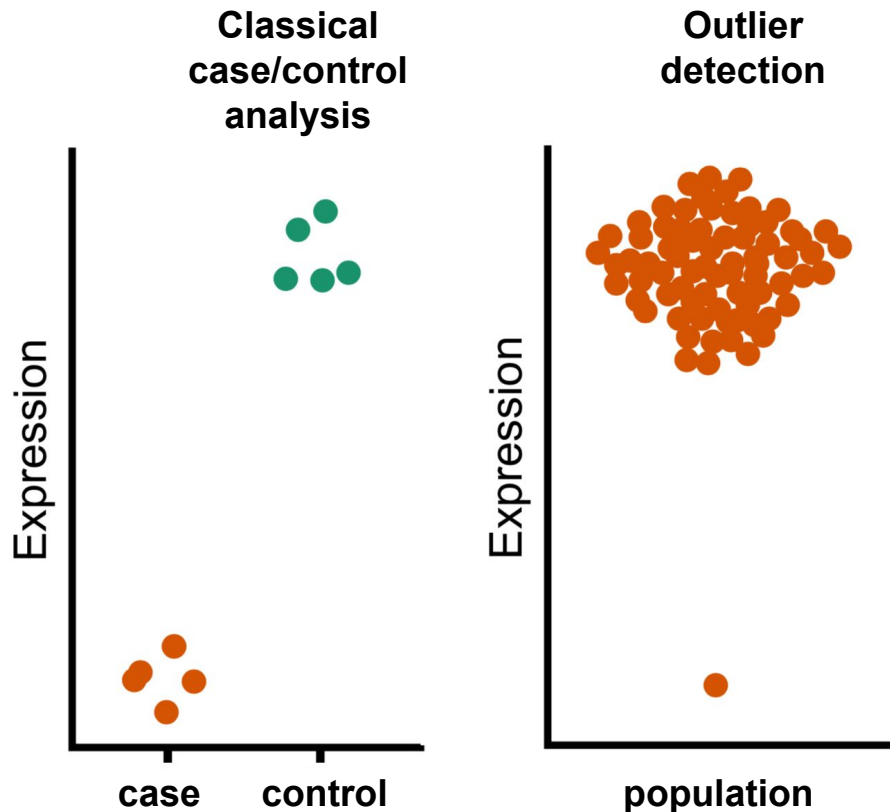 Classical
case/control
analysis
Expression
case control
Outlier
detection
Expression
population